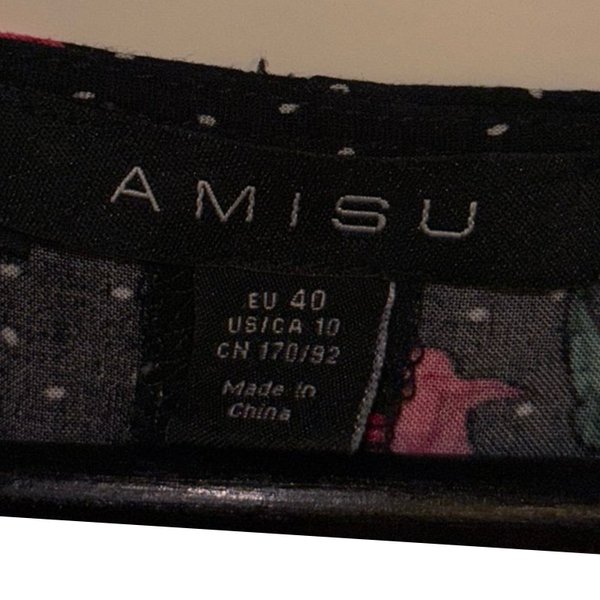 AMISU
EU 40
US/CA 10
CN 170/92
Made in
China